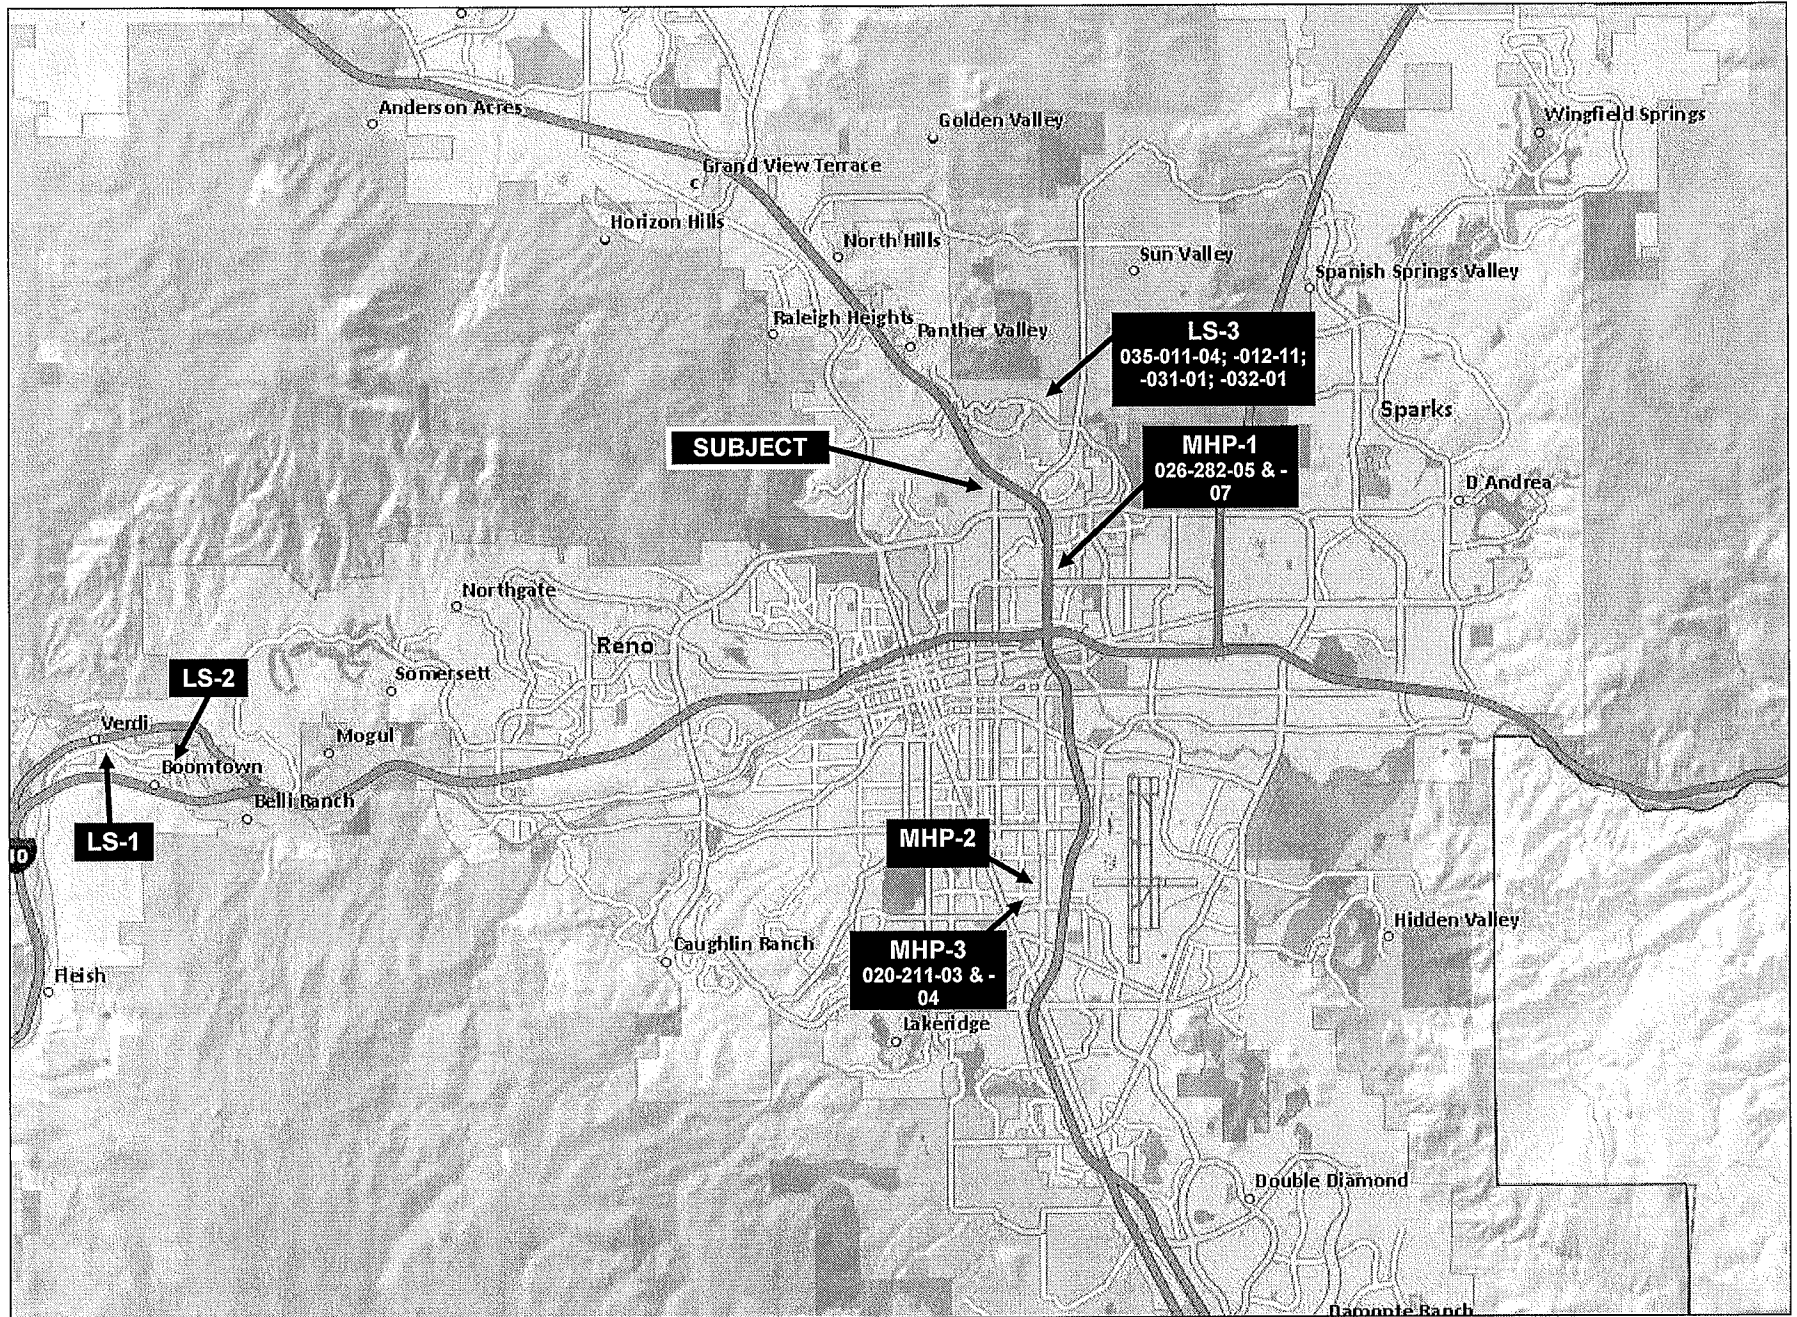 Anderson Acres
Golden Valley
Wingfield Springs
Grand View Terrace
Horizon Hills
North Hills
Sun Valley
Spanish Springs Valley
Raleigh Heights
Panther Valley
LS-3
035-011-04; -012-11;
-031-01; -032-01
Sparks
SUBJECT
MHP-1
026-282-05 & -
07
D'Andrea
Northgate
Reno
LS-2
Somersett
Verdi
Mogul
Boomtown
Belli Ranch
LS-1
MHP-2
MHP-3
020-211-03 & -
04
Hidden Valley
Caughlin Ranch
Fleish
Lakeridge
Double Diamond
Damonte Ranch